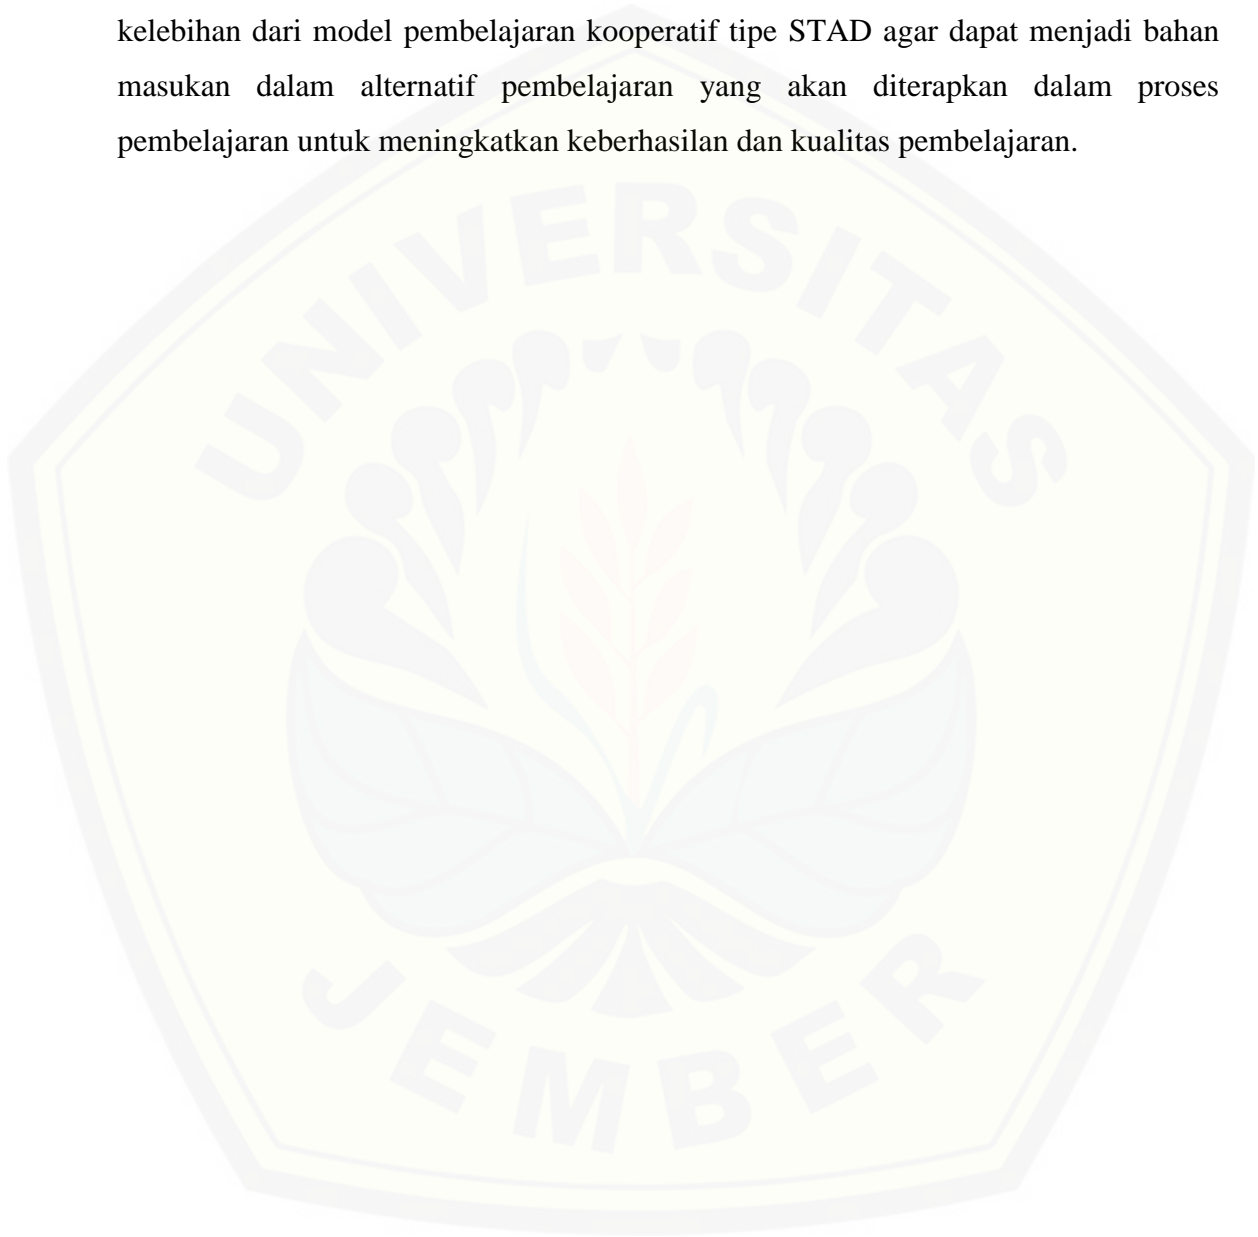 kelebihan dari model pembelajaran kooperatif tipe STAD agar dapat menjadi bahan
masukan dalam alternatif pembelajaran yang akan diterapkan dalam proses
pembelajaran untuk meningkatkan keberhasilan dan kualitas pembelajaran.
UNIVERSITAS
JEMBER